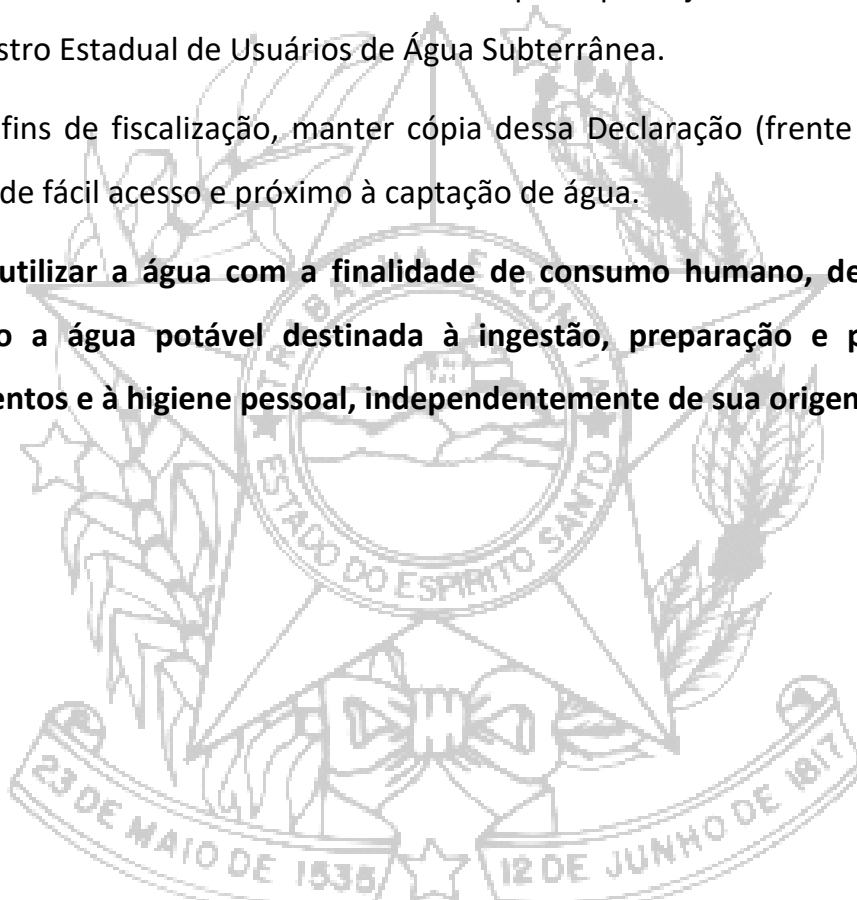 stro Estadual de Usuários de Água Subterrânea.
fins de fiscalização, manter cópia dessa Declaração (frente
de fácil acesso e próximo à captação de água.
utilizar a água com a finalidade de consumo humano, de
o a água potável destinada à ingestão, preparação e p
entos e à higiene pessoal, independentemente de sua origem
TRABALHA E CONFIA
ESTADO DO ESPIRITO SANTO
23 DE MAIO DE 1535
12 DE JUNHO DE 1817